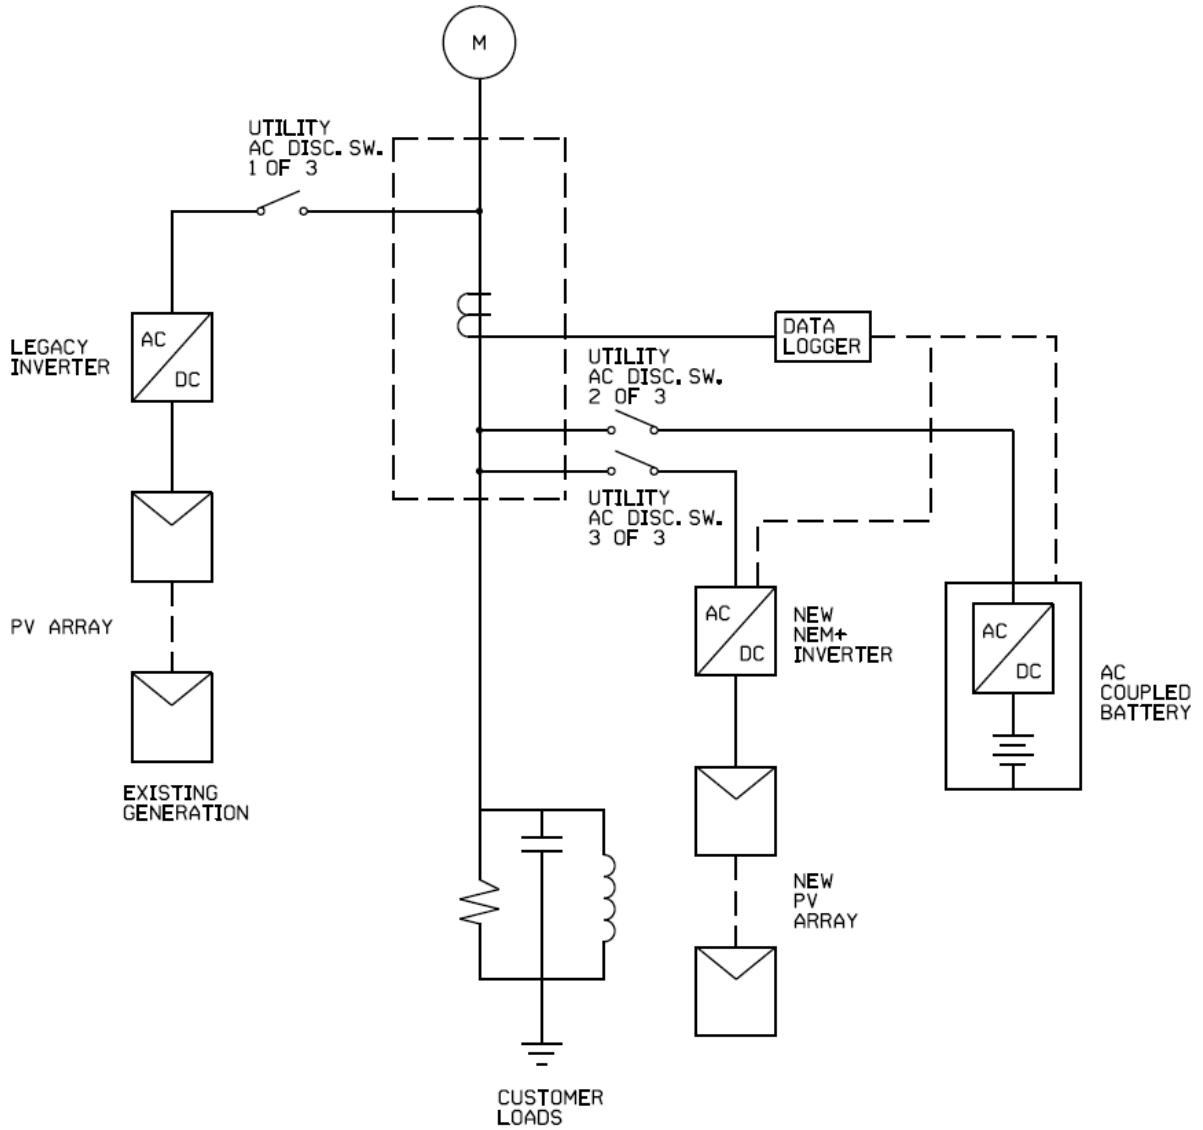 M
UTILITY
AC DISC. SW.
1 OF 3
AC
DC
LEGACY
INVERTER
DATA
LOGGER
UTILITY
AC DISC. SW.
2 OF 3
UTILITY
AC DISC. SW.
3 OF 3
PV ARRAY
AC
DC
NEW
NEM+
INVERTER
AC
DC
AC
COUPLED
BATTERY
EXISTING
GENERATION
NEW
PV
ARRAY
CUSTOMER
LOADS